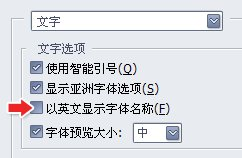 文字
文字选项
使用智能引号(Q)
显示亚洲字体选项(S)
以英文显示字体名称(F)
字体预览大小: 中